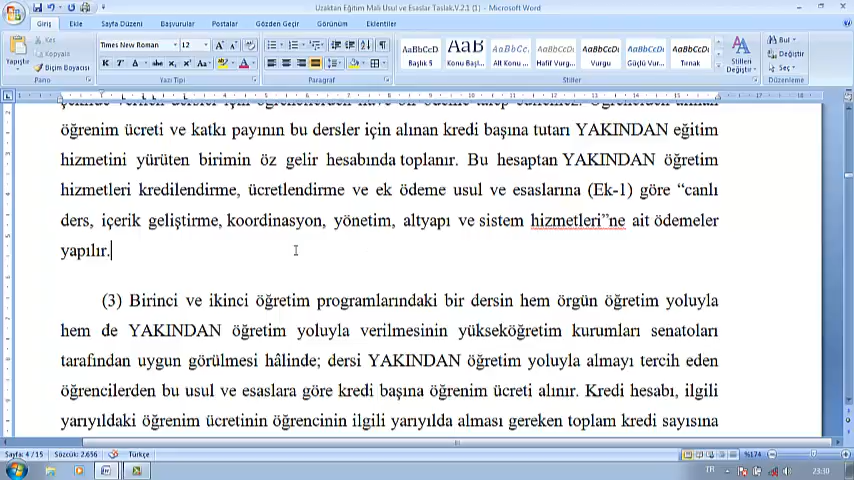 Uzaktan Eğitim Mali Usul ve Esaslar Taslak.V.2.1 (1) - Microsoft Word
Giriş Ekle Sayfa Düzeni Başvurular Postalar Gözden Geçir Görünüm Eklentiler
Yapıştır Kes Kopyala Biçim Boyacısı
Times New Roman 12
AaBbCcD AaB AaBbCc. AaBbCcDı AaBbCcDı AaBbCcDı AaBbCcDı
Başlık 5 Konu Başl... Alt Konu ... Hafif Vurg... Vurgu Güçlü Vur... Tırnak
Stilleri Değiştir Bul Değiştir Seç
Pano Yazı Tipi Paragraf Stiller Düzenleme
öğrenim ücreti ve katkı payının bu dersler için alınan kredi başına tutarı YAKINDAN eğitim
hizmetini yürüten birimin öz gelir hesabında toplanır. Bu hesaptan YAKINDAN öğretim
hizmetleri kredilendirme, ücretlendirme ve ek ödeme usul ve esaslarına (Ek-1) göre “canlı
ders, içerik geliştirme, koordinasyon, yönetim, altyapı ve sistem hizmetleri”ne ait ödemeler
yapılır.
(3) Birinci ve ikinci öğretim programlarındaki bir dersin hem örgün öğretim yoluyla
hem de YAKINDAN öğretim yoluyla verilmesinin yükseköğretim kurumları senatoları
tarafından uygun görülmesi hâlinde; dersi YAKINDAN öğretim yoluyla almayı tercih eden
öğrencilerden bu usul ve esaslara göre kredi başına öğrenim ücreti alınır. Kredi hesabı, ilgili
yarıyıldaki öğrenim ücretinin öğrencinin ilgili yarıyılda alması gereken toplam kredi sayısına
Sayfa: 4 / 15 Sözcük: 2.656 Türkçe %174
TR 23:30